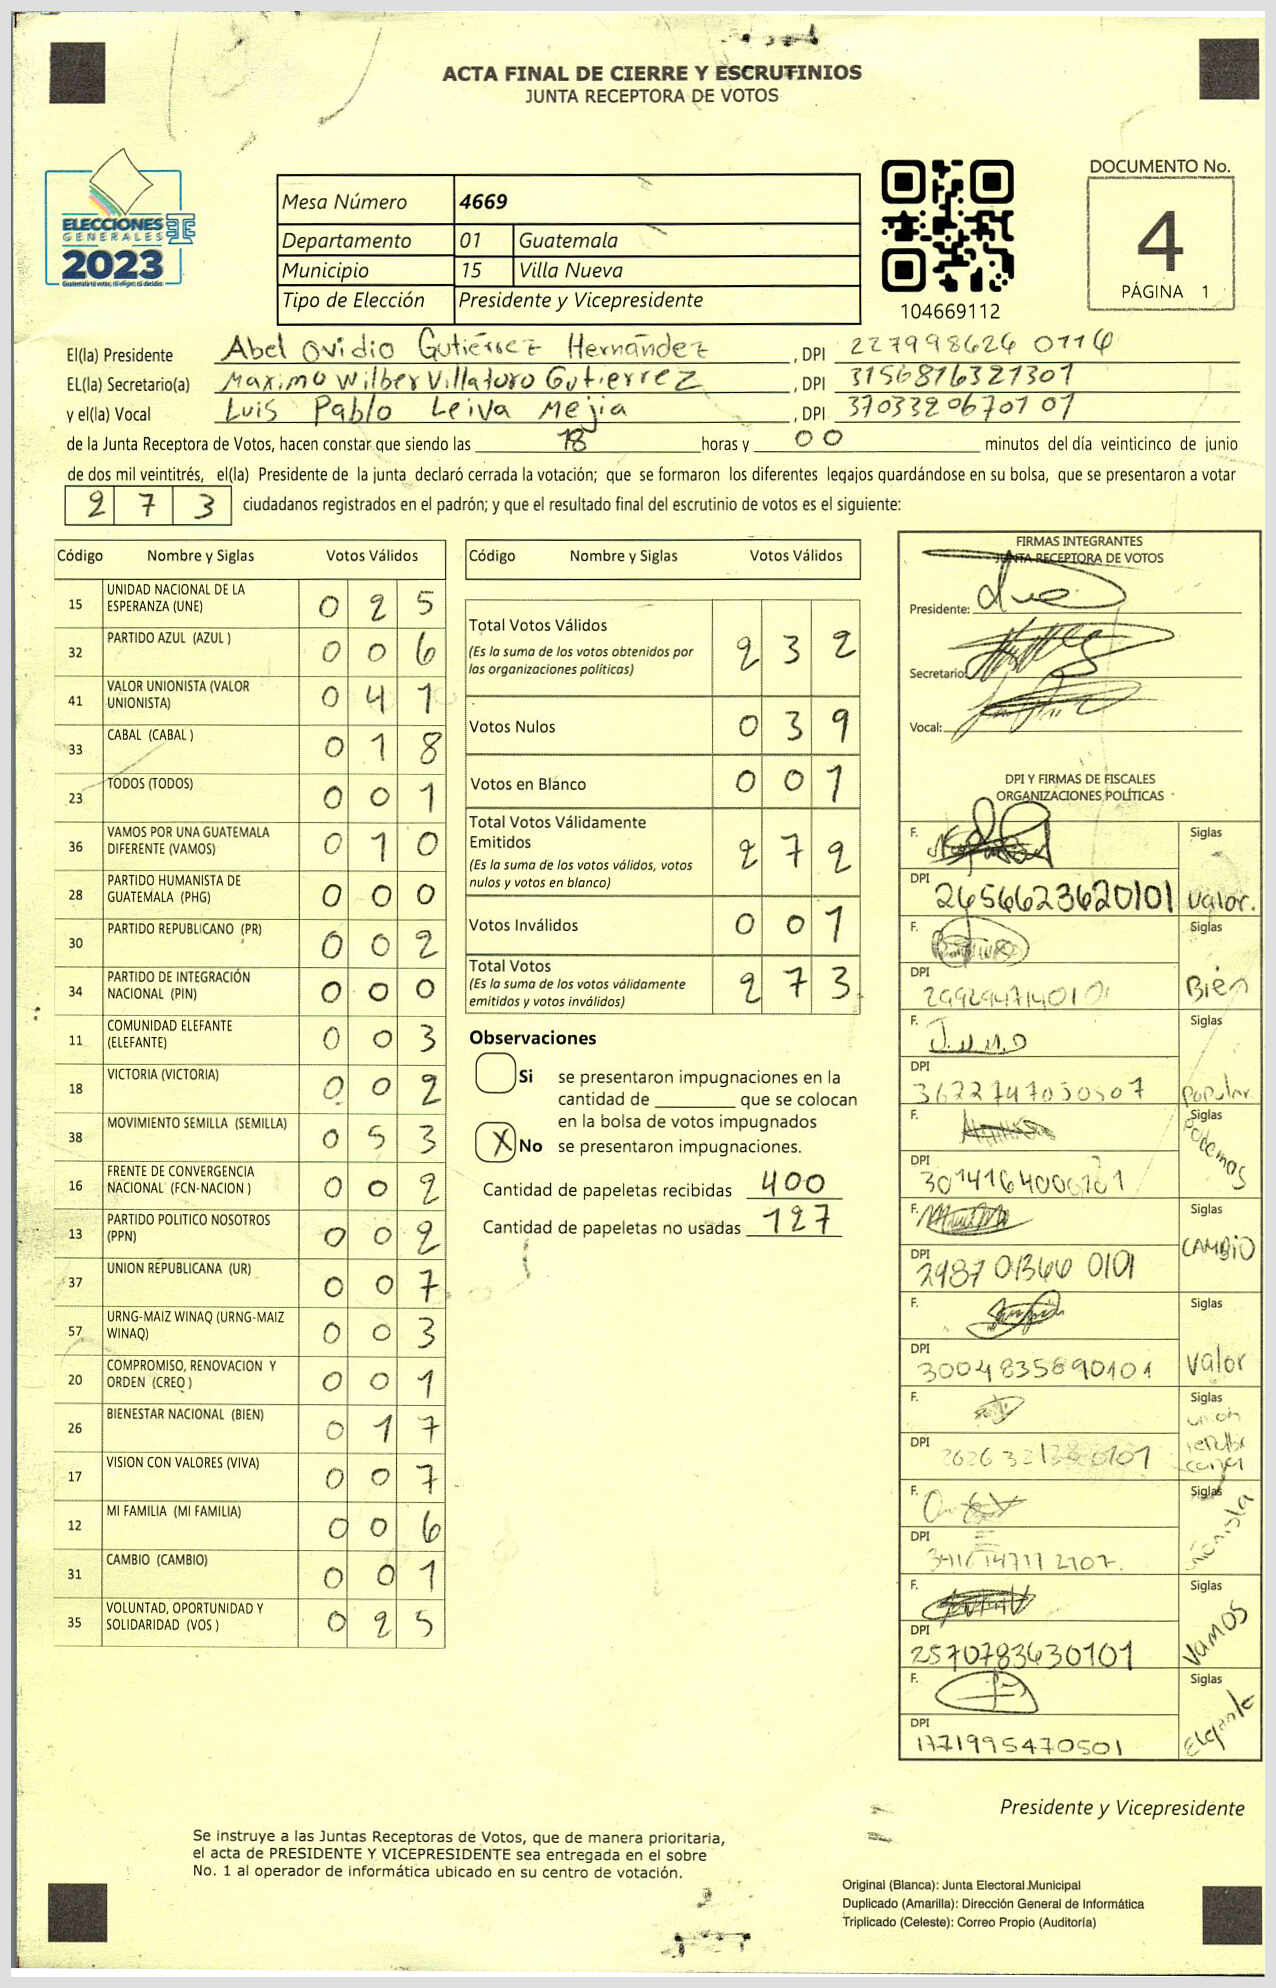 ACTA FINAL DE CIERRE Y ESCRUTINIOS
JUNTA RECEPTORA DE VOTOS
DOCUMENTO No.
4
PÁGINA 1
ELECCIONES
GENERALES
2023
Mesa Número 4669
Departamento 01 Guatemala
Municipio 15 Villa Nueva
Tipo de Elección Presidente y Vicepresidente
104669112
El(la) Presidente Abel Ovidio Gutiérrez Hernández, DPI 227998626 0114
EL(la) Secretario(a) Maximo Wilber Villatoro Gutierrez, DPI 3156816321301
y el(la) Vocal Luis Pablo Leiva Mejia, DPI 3703320670101
de la Junta Receptora de Votos, hacen constar que siendo las 18 horas y 00 minutos del día veinticinco de junio
de dos mil veintitrés, el(la) Presidente de la junta declaró cerrada la votación; que se formaron los diferentes legajos guardándose en su bolsa, que se presentaron a votar
273 ciudadanos registrados en el padrón; y que el resultado final del escrutinio de votos es el siguiente:
Código Nombre y Siglas Votos Válidos
15 UNIDAD NACIONAL DE LA ESPERANZA (UNE) 0 2 5
32 PARTIDO AZUL (AZUL ) 0 0 6
41 VALOR UNIONISTA (VALOR UNIONISTA) 0 4 1
33 CABAL (CABAL ) 0 1 8
23 TODOS (TODOS) 0 0 1
36 VAMOS POR UNA GUATEMALA DIFERENTE (VAMOS) 0 1 0
28 PARTIDO HUMANISTA DE GUATEMALA (PHG) 0 0 0
30 PARTIDO REPUBLICANO (PR) 0 0 2
34 PARTIDO DE INTEGRACIÓN NACIONAL (PIN) 0 0 0
11 COMUNIDAD ELEFANTE (ELEFANTE) 0 0 3
18 VICTORIA (VICTORIA) 0 0 2
38 MOVIMIENTO SEMILLA (SEMILLA) 0 5 3
16 FRENTE DE CONVERGENCIA NACIONAL (FCN-NACION ) 0 0 2
13 PARTIDO POLITICO NOSOTROS (PPN) 0 0 2
37 UNION REPUBLICANA (UR) 0 0 7
57 URNG-MAIZ WINAQ (URNG-MAIZ WINAQ) 0 0 3
20 COMPROMISO, RENOVACION Y ORDEN (CREO ) 0 0 1
26 BIENESTAR NACIONAL (BIEN) 0 1 7
17 VISION CON VALORES (VIVA) 0 0 7
12 MI FAMILIA (MI FAMILIA) 0 0 6
31 CAMBIO (CAMBIO) 0 0 1
35 VOLUNTAD, OPORTUNIDAD Y SOLIDARIDAD (VOS ) 0 2 5
Código Nombre y Siglas Votos Válidos
Total Votos Válidos 2 3 2
(Es la suma de los votos obtenidos por
las organizaciones políticas)
Votos Nulos 0 3 9
Votos en Blanco 0 0 1
Total Votos Válidamente
Emitidos 2 7 2
(Es la suma de los votos válidos, votos
nulos y votos en blanco)
Votos Inválidos 0 0 1
Total Votos 2 7 3
(Es la suma de los votos válidamente
emitidos y votos inválidos)
Observaciones
Si se presentaron impugnaciones en la
cantidad de ________ que se colocan
en la bolsa de votos impugnados
X No se presentaron impugnaciones.
Cantidad de papeletas recibidas 400
Cantidad de papeletas no usadas 127
FIRMAS INTEGRANTES
JUNTA RECEPTORA DE VOTOS
Presidente:
Secretario:
Vocal:
DPI Y FIRMAS DE FISCALES
ORGANIZACIONES POLÍTICAS
F. Siglas
DPI 2656623620101 Valor.
F. Siglas
DPI Bién
F. Siglas
DPI 3622747050507 popular
F. Siglas
DPI Podemos
F. Siglas
DPI 2987 01366 0101 CAMBIO
F. Siglas
DPI 3004835890101 Valor
F. Siglas
DPI union
F. Siglas
DPI unionista
F. Siglas
DPI 2570783630101 VAMOS
F. Siglas
DPI 1771995470501 Elefante
Presidente y Vicepresidente
Se instruye a las Juntas Receptoras de Votos, que de manera prioritaria,
el acta de PRESIDENTE Y VICEPRESIDENTE sea entregada en el sobre
No. 1 al operador de informática ubicado en su centro de votación.
Original (Blanca): Junta Electoral Municipal
Duplicado (Amarilla): Dirección General de Informática
Triplicado (Celeste): Correo Propio (Auditoría)